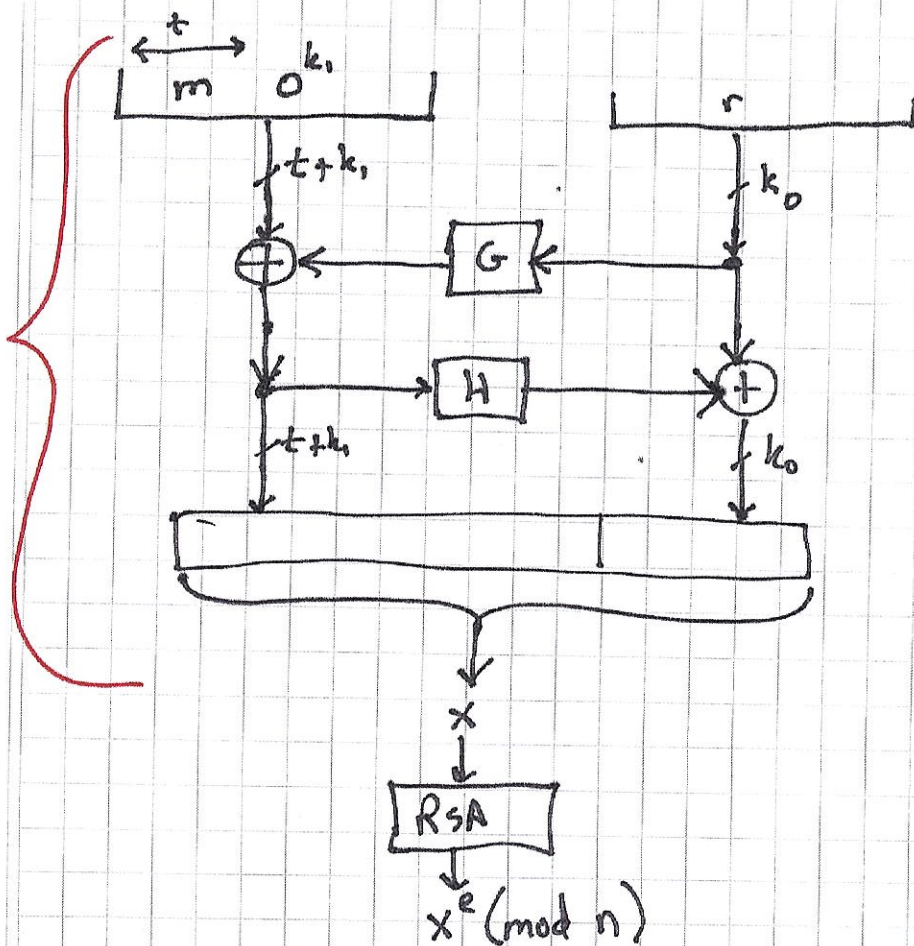 t
m 0^k₁
r
t+k₁
k₀
⊕ G
H ⊕
t+k₁
k₀
x
RSA
x^e (mod n)